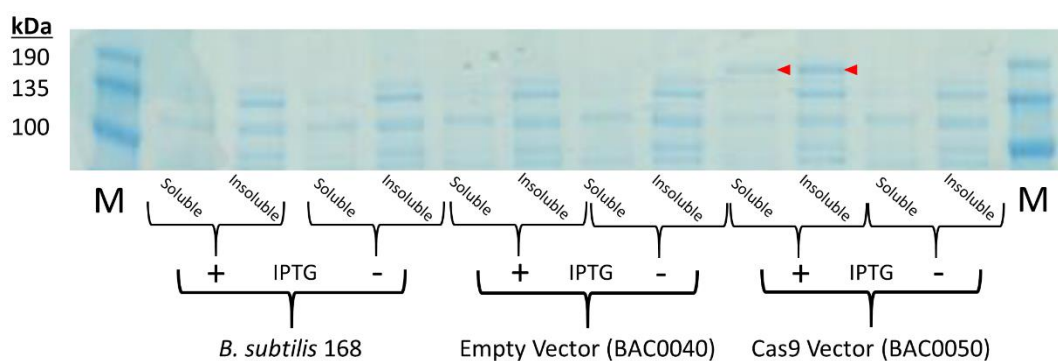 kDa
190
135
100
M Soluble Insoluble Soluble Insoluble Soluble Insoluble Soluble Insoluble Soluble Insoluble Soluble Insoluble M
+ IPTG - + IPTG - + IPTG -
B. subtilis 168 Empty Vector (BAC0040) Cas9 Vector (BAC0050)